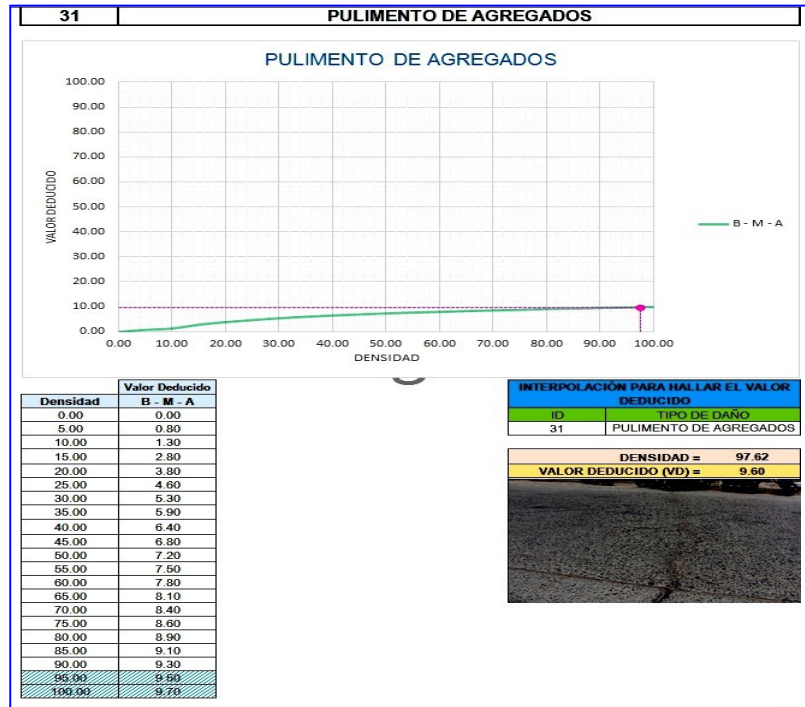 31 PULIMENTO DE AGREGADOS
PULIMENTO DE AGREGADOS
100.00
90.00
80.00
70.00
60.00
50.00
40.00
30.00
20.00
10.00
0.00
VALOR DEDUCIDO
0.00 10.00 20.00 30.00 40.00 50.00 60.00 70.00 80.00 90.00 100.00
DENSIDAD
B - M - A
Valor Deducido
Densidad B - M - A
0.00 0.00
5.00 0.80
10.00 1.30
15.00 2.80
20.00 3.80
25.00 4.60
30.00 5.30
35.00 5.90
40.00 6.40
45.00 6.80
50.00 7.20
55.00 7.50
60.00 7.80
65.00 8.10
70.00 8.40
75.00 8.60
80.00 8.90
85.00 9.10
90.00 9.30
95.00 9.50
100.00 9.70
INTERPOLACIÓN PARA HALLAR EL VALOR
DEDUCIDO
ID TIPO DE DAÑO
31 PULIMENTO DE AGREGADOS
DENSIDAD = 97.62
VALOR DEDUCIDO (VD) = 9.60